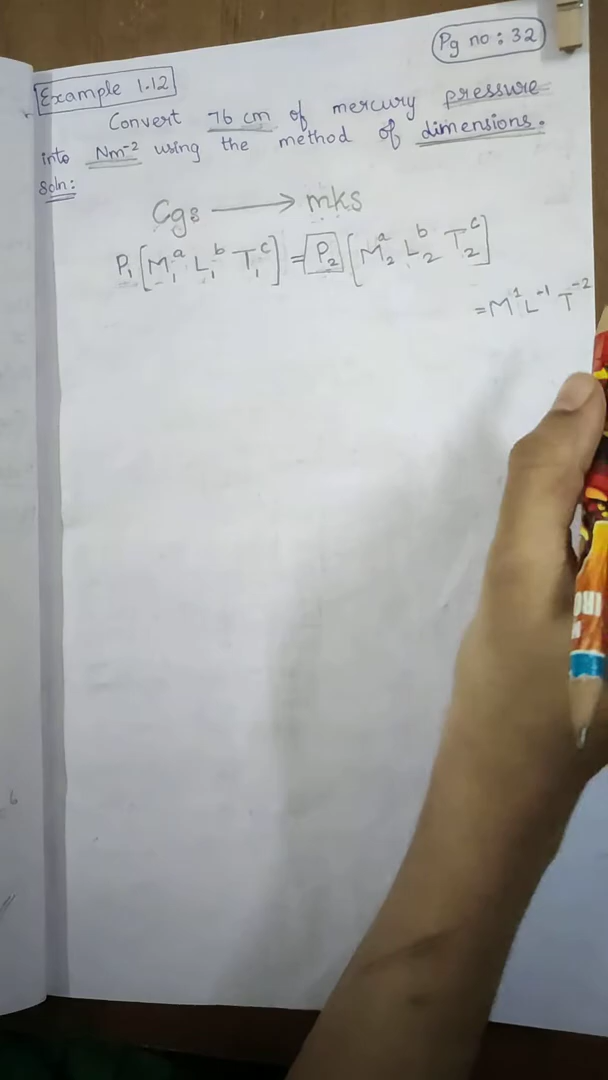 Pg no: 32
Example 1.12
Convert 76 cm of mercury pressure
into Nm⁻² using the method of dimensions.
soln:
Cgs ⟶ mks
P₁[M₁ᵃ L₁ᵇ T₁ᶜ] = P₂ [M₂ᵃ L₂ᵇ T₂ᶜ]
= M¹ L⁻¹ T⁻²